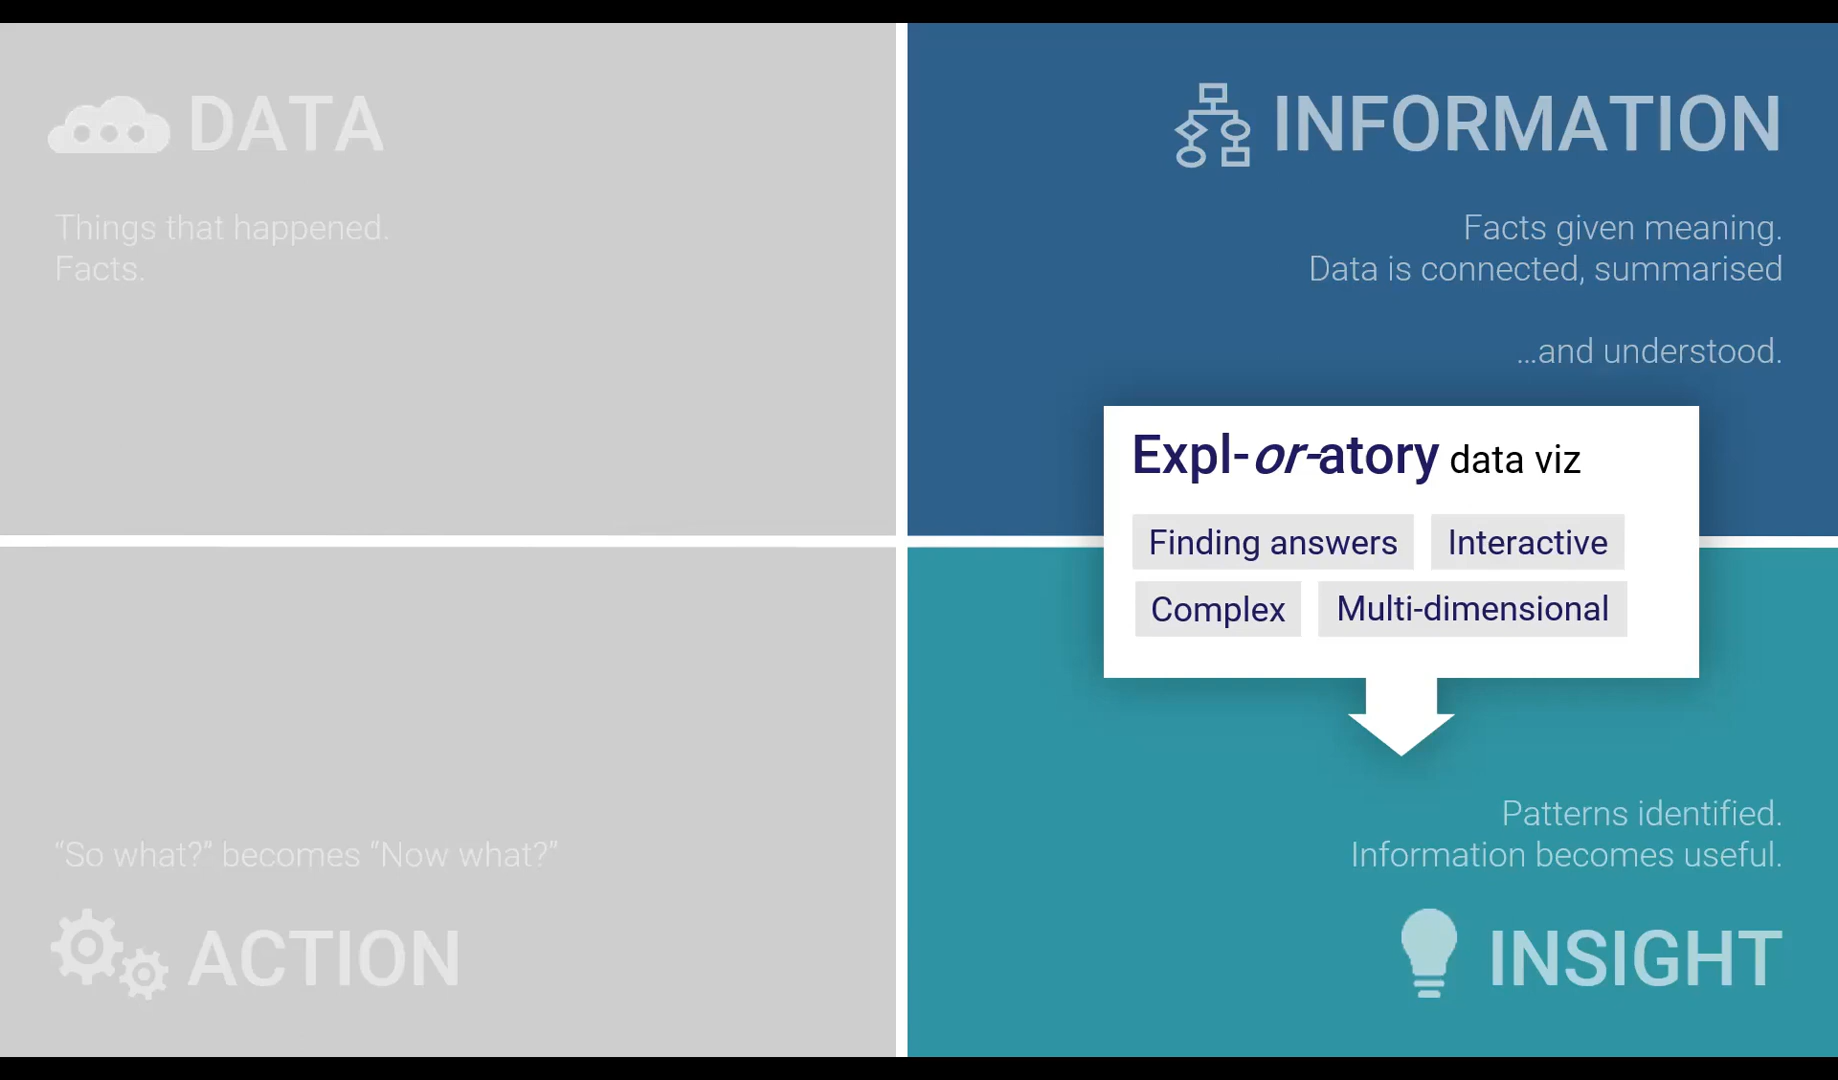 DATA
Things that happened.
Facts.
INFORMATION
Facts given meaning.
Data is connected, summarised
...and understood.
Expl-or-atory data viz
Finding answers
Interactive
Complex
Multi-dimensional
“So what?” becomes “Now what?”
ACTION
Patterns identified.
Information becomes useful.
INSIGHT